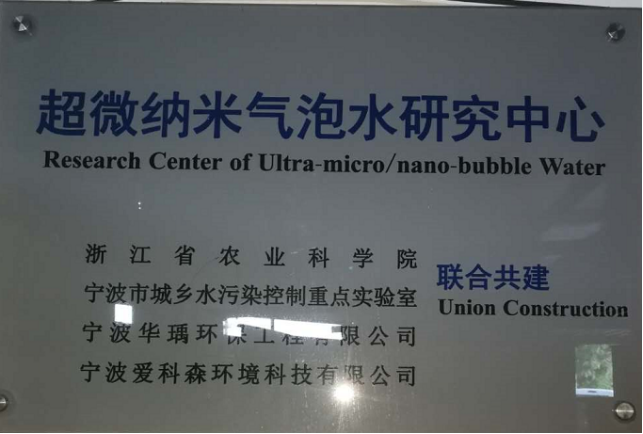 超微纳米气泡水研究中心
Research Center of Ultra-micro/nano-bubble Water
浙江省农业科学院
宁波市城乡水污染控制重点实验室
宁波华瑀环保工程有限公司
宁波爱科森环境科技有限公司
联合共建
Union Construction